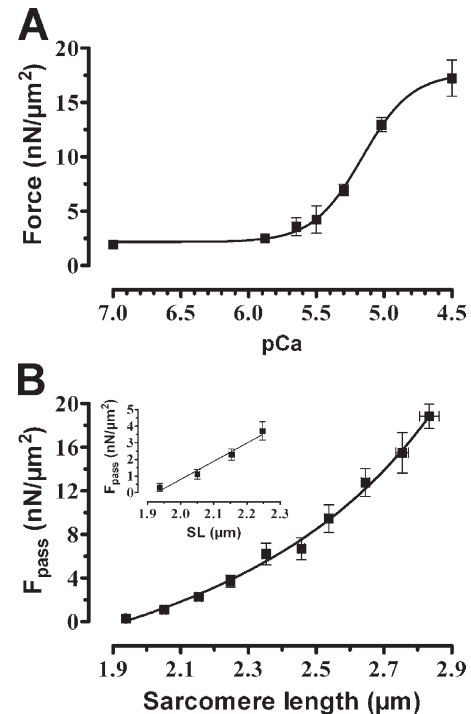 A
Force (nN/μm²)
20
15
10
5
0
7.0 6.5 6.0 5.5 5.0 4.5
pCa
B
F_pass (nN/μm²)
20
16
12
8
4
0
F_pass (nN/μm²)
5
4
3
2
1
0
1.9 2.0 2.1 2.2 2.3
SL (μm)
1.9 2.1 2.3 2.5 2.7 2.9
Sarcomere length (μm)